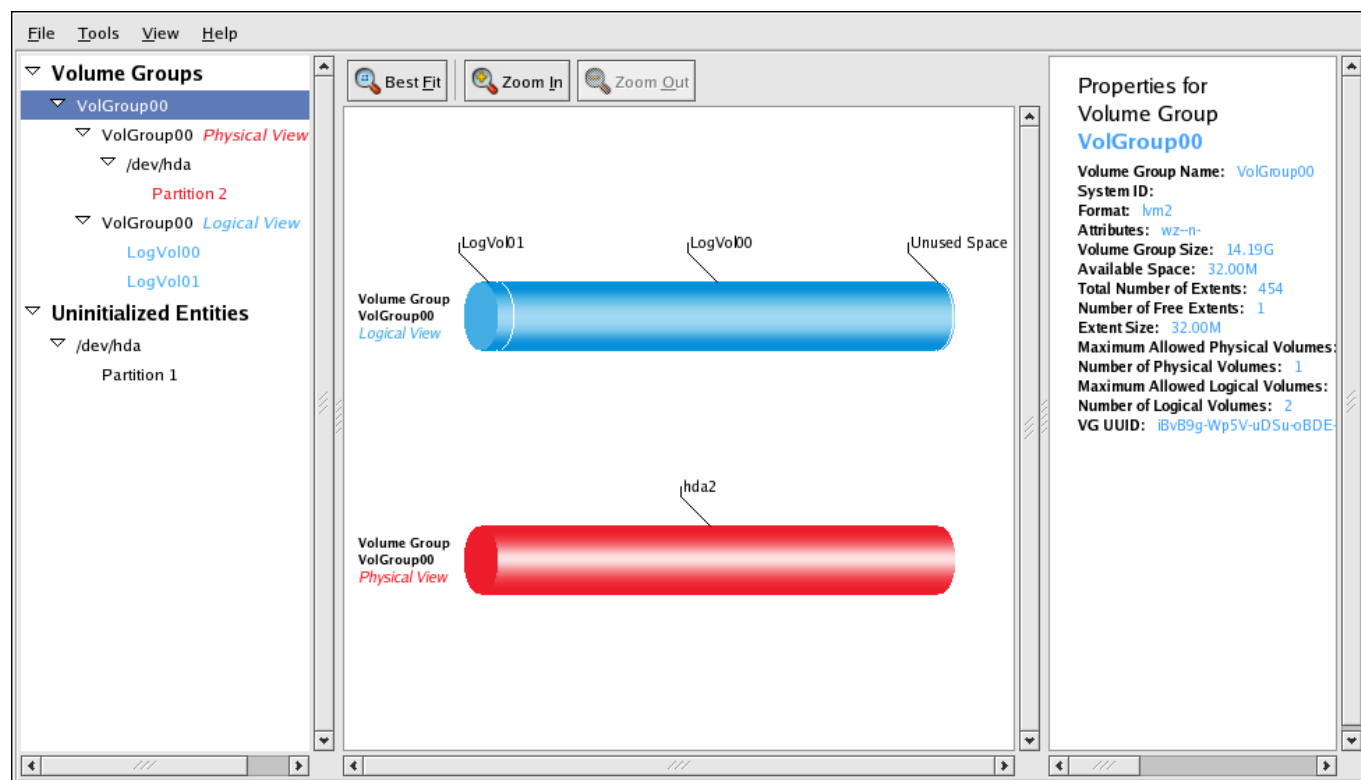 File Tools View Help
Volume Groups
VolGroup00
VolGroup00 Physical View
/dev/hda
Partition 2
VolGroup00 Logical View
LogVol00
LogVol01
Uninitialized Entities
/dev/hda
Partition 1
Best Fit
Zoom In
Zoom Out
LogVol01
LogVol00
Unused Space
Volume Group
VolGroup00
Logical View
hda2
Volume Group
VolGroup00
Physical View
Properties for
Volume Group
VolGroup00
Volume Group Name: VolGroup00
System ID:
Format: lvm2
Attributes: wz--n-
Volume Group Size: 14.19G
Available Space: 32.00M
Total Number of Extents: 454
Number of Free Extents: 1
Extent Size: 32.00M
Maximum Allowed Physical Volumes:
Number of Physical Volumes: 1
Maximum Allowed Logical Volumes:
Number of Logical Volumes: 2
VG UUID: iBvB9g-Wp5V-uDSu-oBDE-